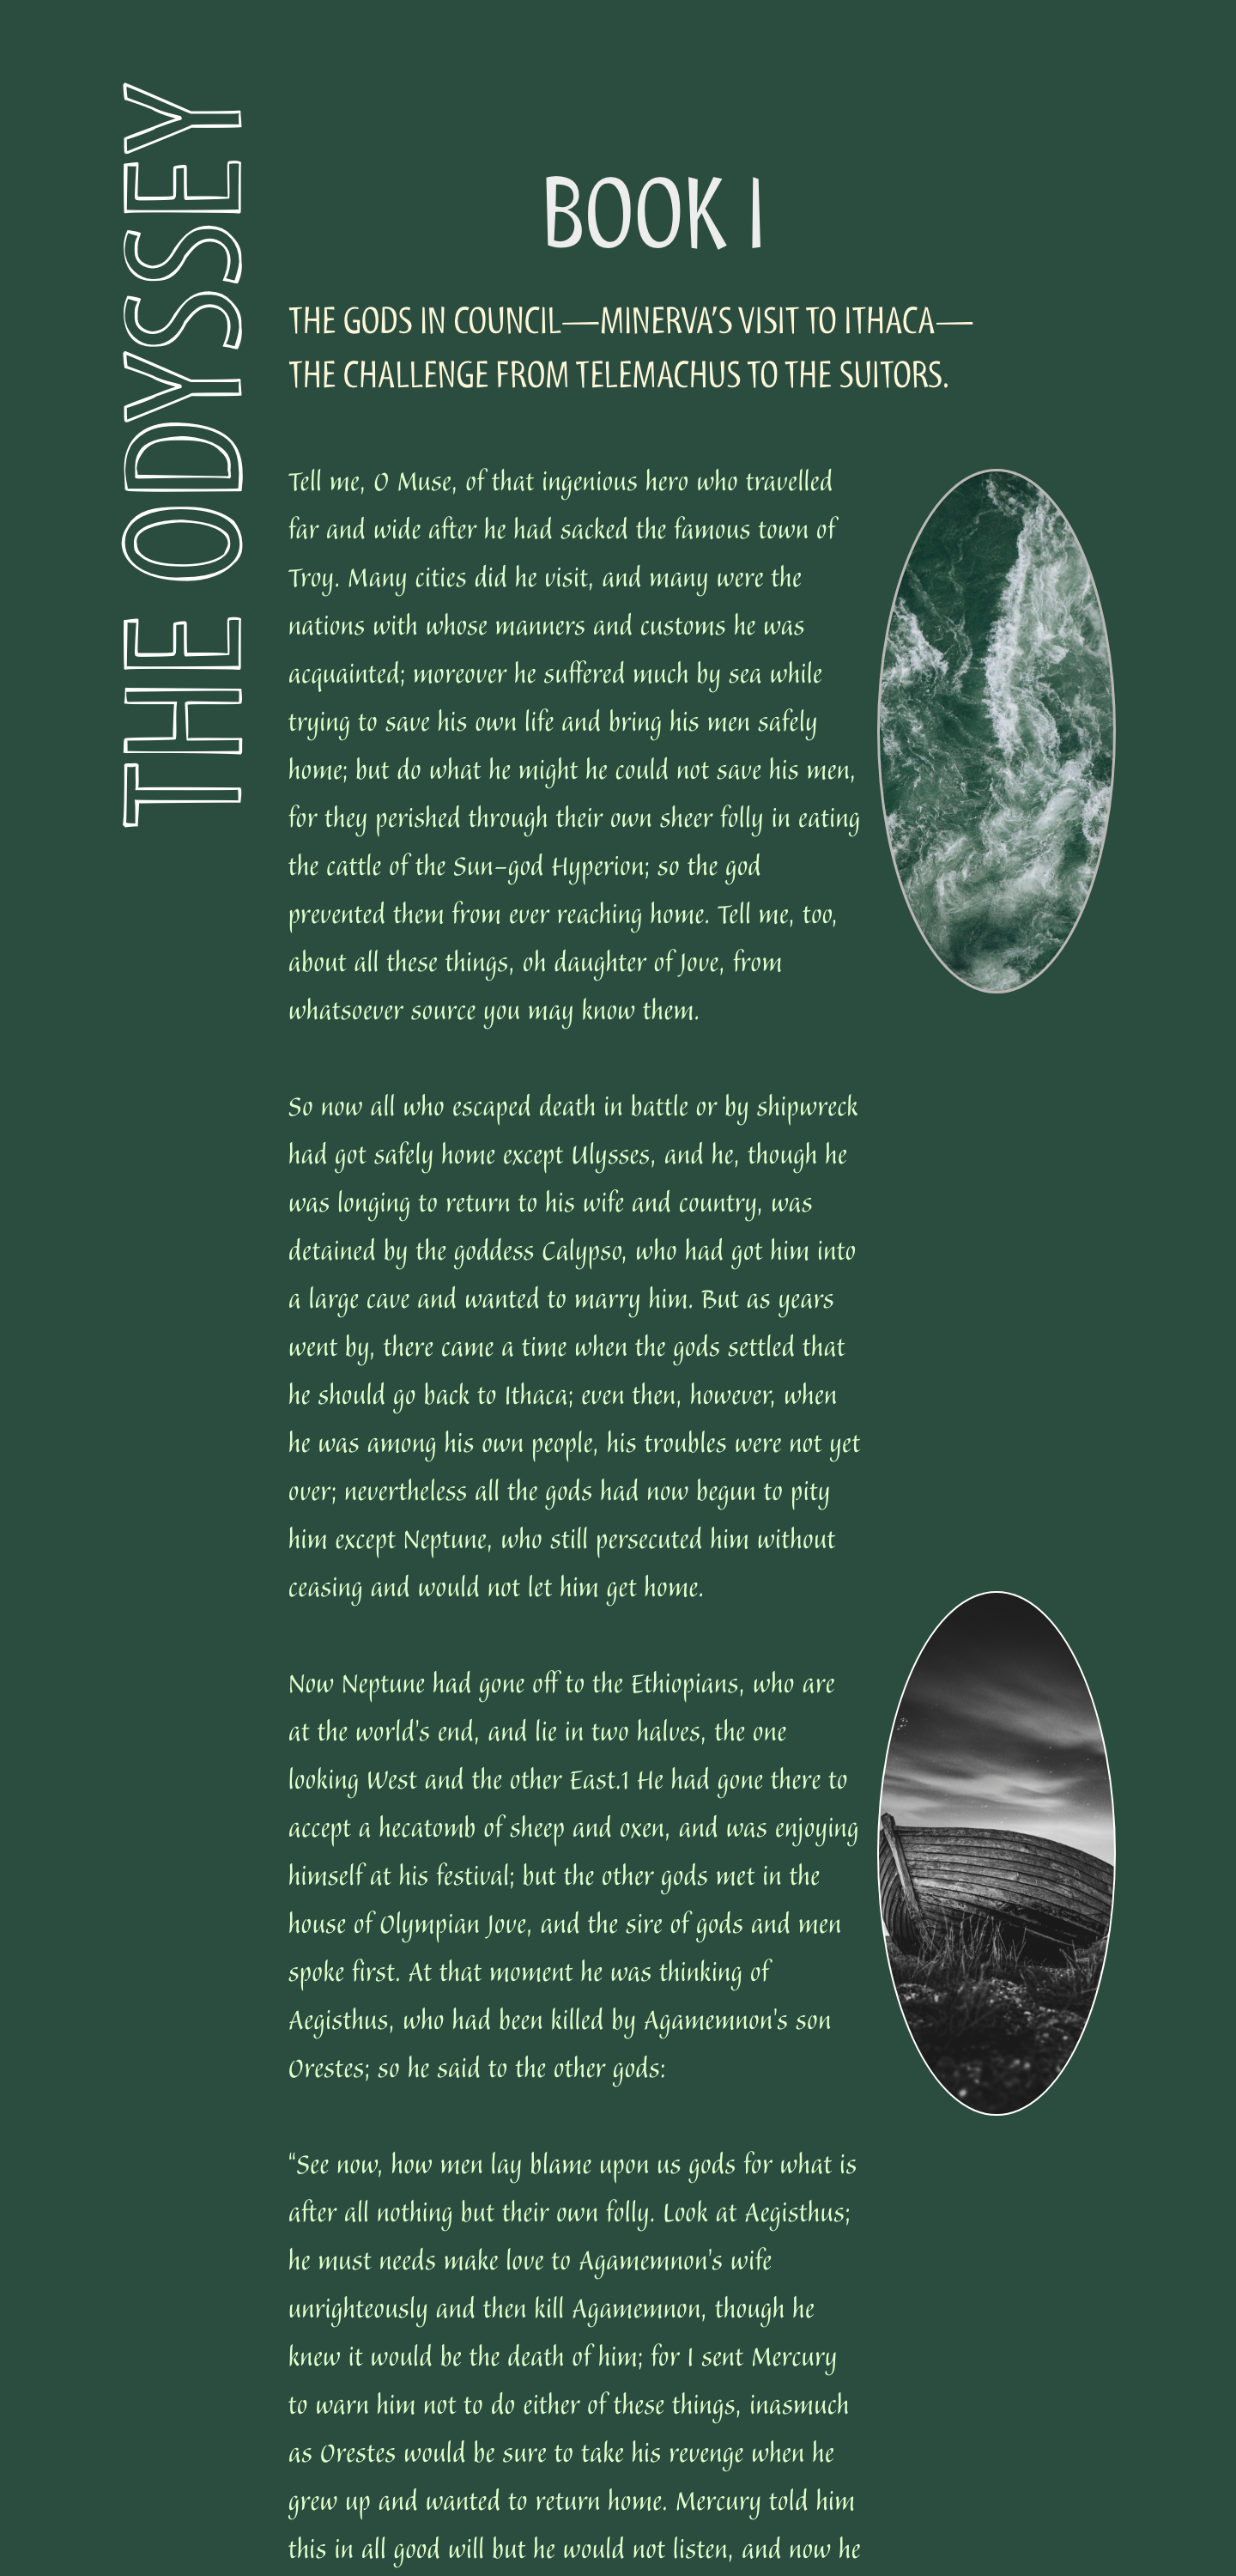 THE ODYSSEY
BOOK I
THE GODS IN COUNCIL—MINERVA’S VISIT TO ITHACA—
THE CHALLENGE FROM TELEMACHUS TO THE SUITORS.
Tell me, O Muse, of that ingenious hero who travelled
far and wide after he had sacked the famous town of
Troy. Many cities did he visit, and many were the
nations with whose manners and customs he was
acquainted; moreover he suffered much by sea while
trying to save his own life and bring his men safely
home; but do what he might he could not save his men,
for they perished through their own sheer folly in eating
the cattle of the Sun-god Hyperion; so the god
prevented them from ever reaching home. Tell me, too,
about all these things, oh daughter of Jove, from
whatsoever source you may know them.
So now all who escaped death in battle or by shipwreck
had got safely home except Ulysses, and he, though he
was longing to return to his wife and country, was
detained by the goddess Calypso, who had got him into
a large cave and wanted to marry him. But as years
went by, there came a time when the gods settled that
he should go back to Ithaca; even then, however, when
he was among his own people, his troubles were not yet
over; nevertheless all the gods had now begun to pity
him except Neptune, who still persecuted him without
ceasing and would not let him get home.
Now Neptune had gone off to the Ethiopians, who are
at the world’s end, and lie in two halves, the one
looking West and the other East.1 He had gone there to
accept a hecatomb of sheep and oxen, and was enjoying
himself at his festival; but the other gods met in the
house of Olympian Jove, and the sire of gods and men
spoke first. At that moment he was thinking of
Aegisthus, who had been killed by Agamemnon’s son
Orestes; so he said to the other gods:
“See now, how men lay blame upon us gods for what is
after all nothing but their own folly. Look at Aegisthus;
he must needs make love to Agamemnon’s wife
unrighteously and then kill Agamemnon, though he
knew it would be the death of him; for I sent Mercury
to warn him not to do either of these things, inasmuch
as Orestes would be sure to take his revenge when he
grew up and wanted to return home. Mercury told him
this in all good will but he would not listen, and now he